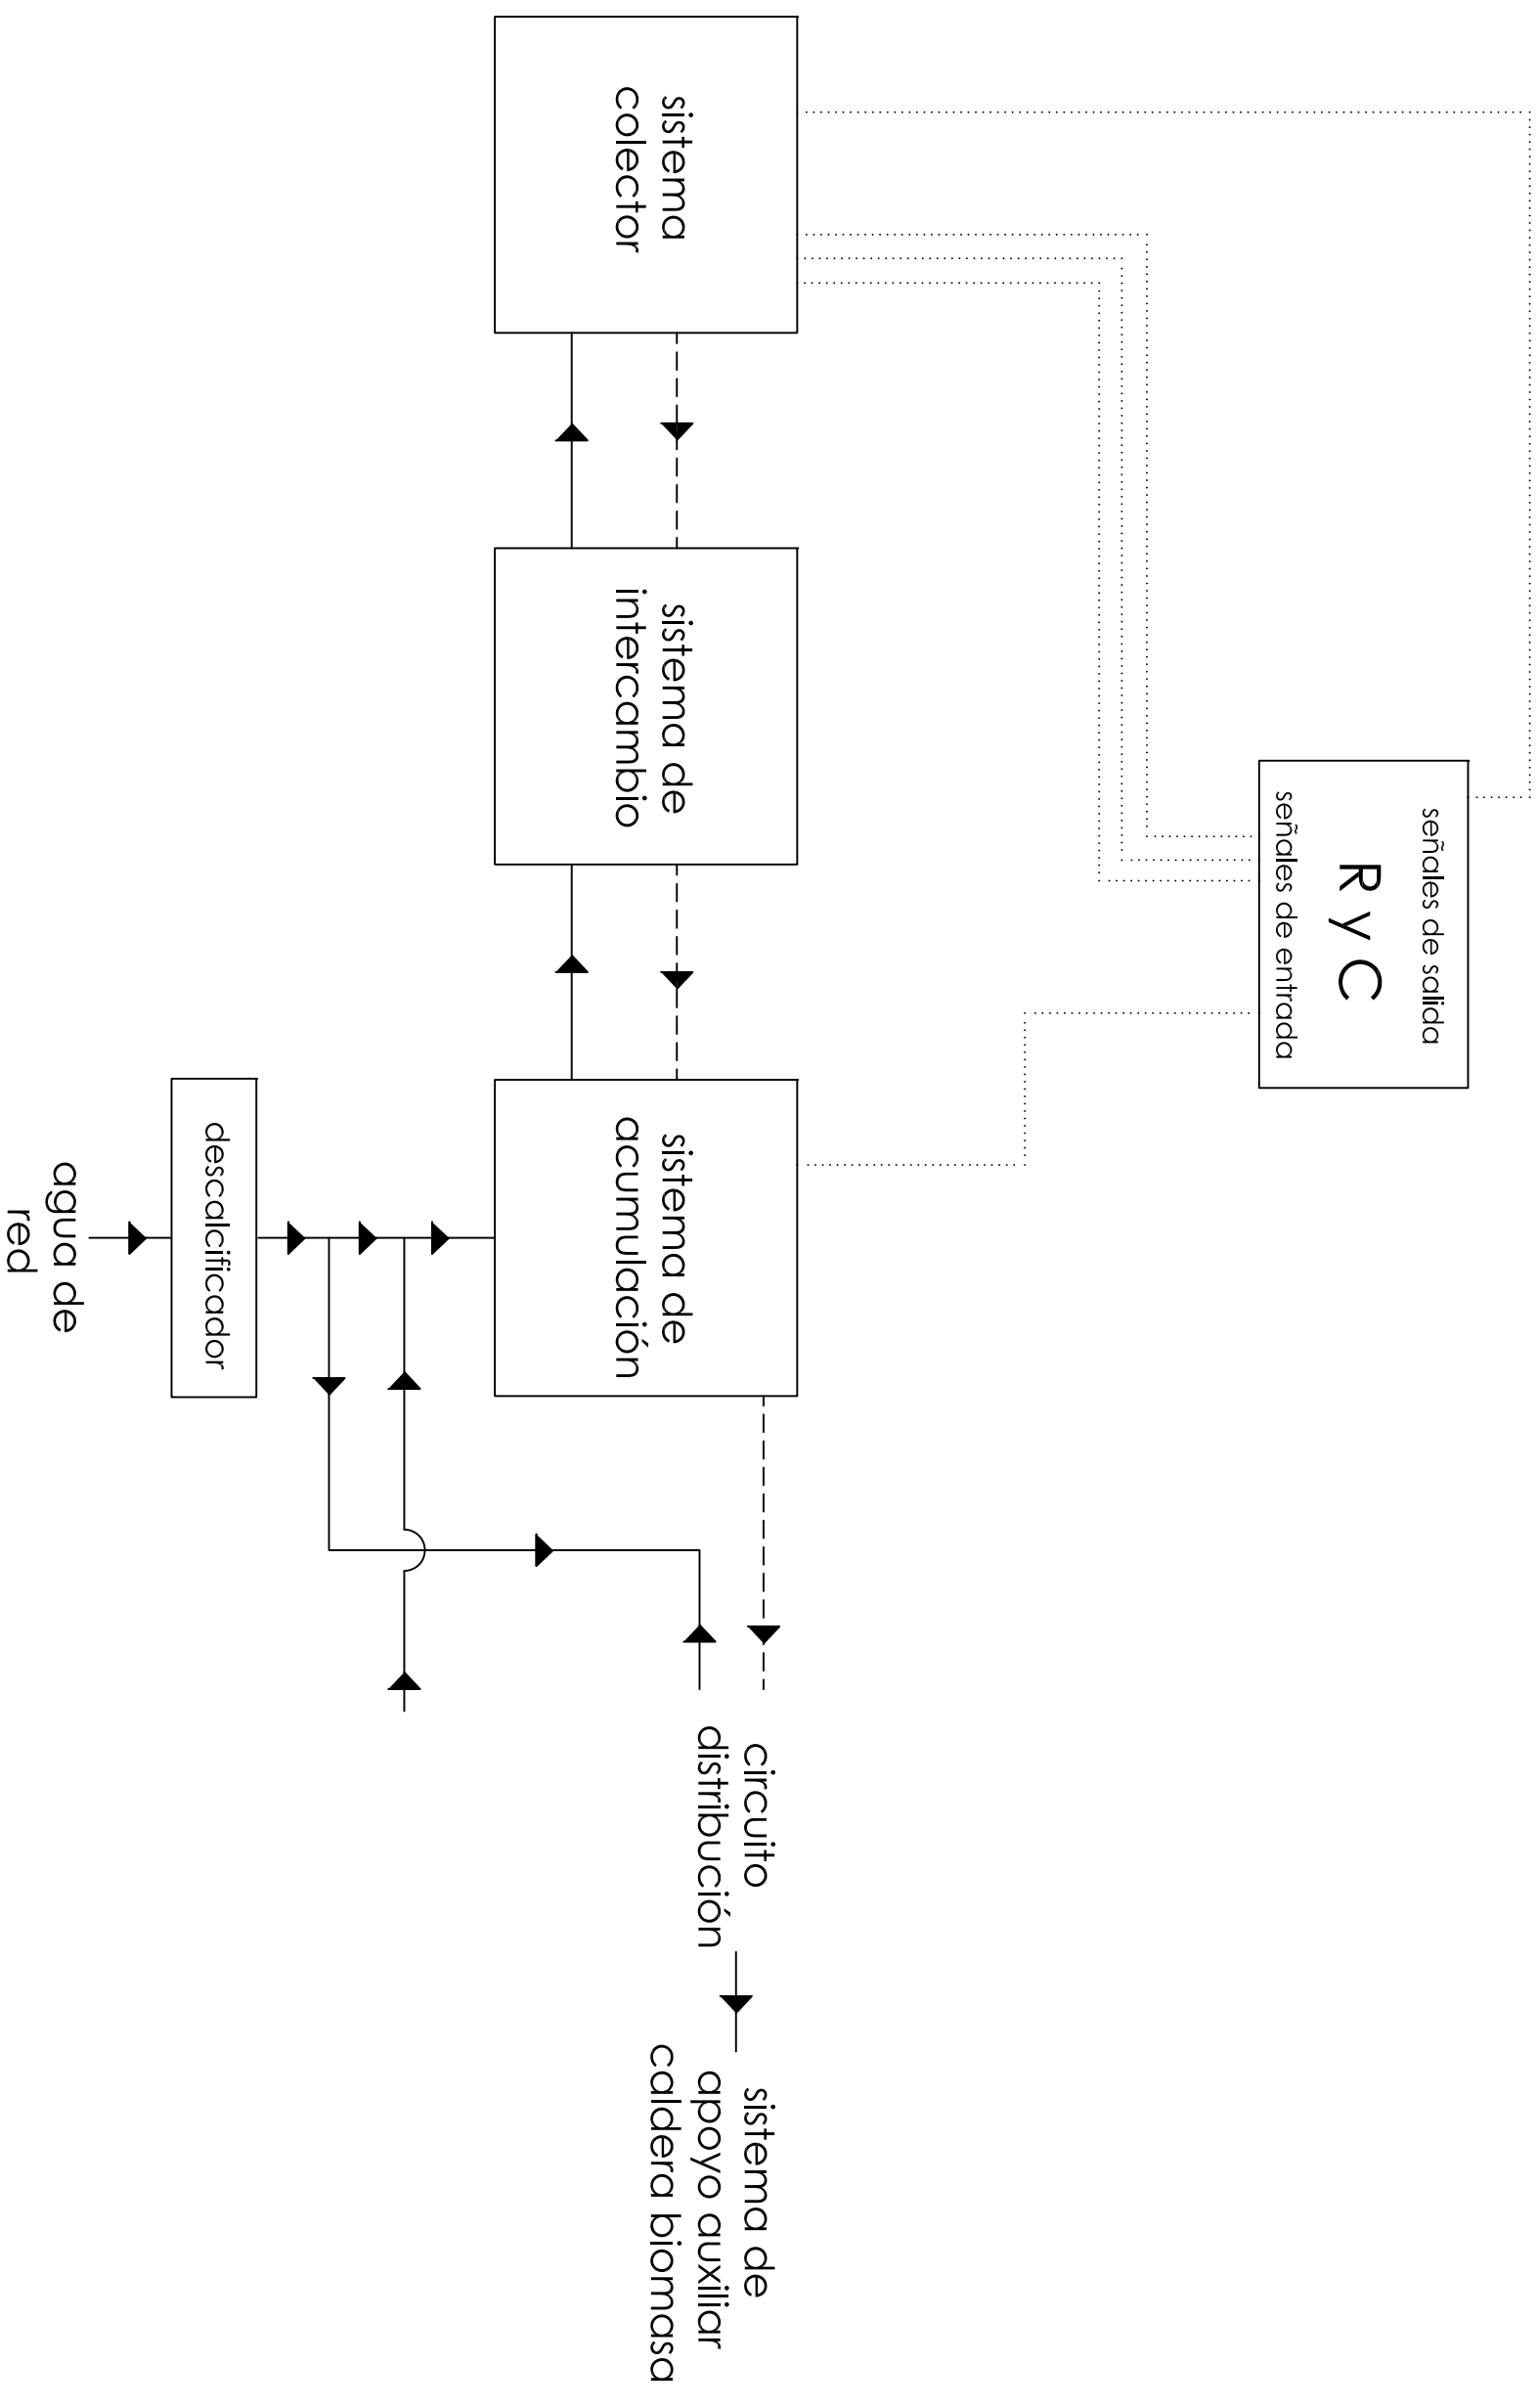 señales de salida
R y C
señales de entrada
sistema
colector
sistema de
intercambio
sistema de
acumulación
circuito
distribución
sistema de
apoyo auxiliar
caldera biomasa
descalcificador
agua de
red